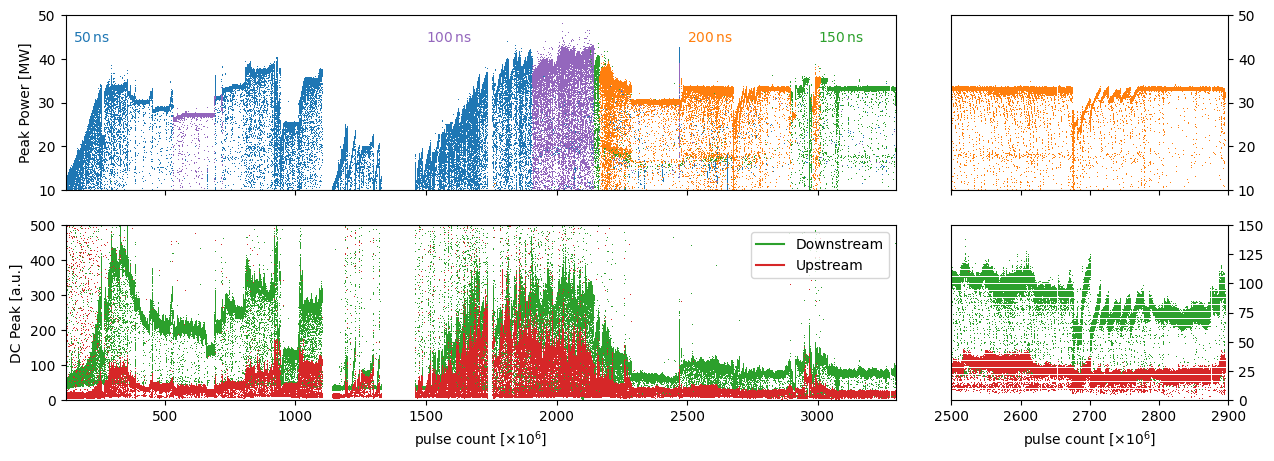 50
40
30
20
10
Peak Power [MW]
50 ns
100 ns
200 ns
150 ns
50
40
30
20
10
500
400
300
200
100
0
DC Peak [a.u.]
Downstream
Upstream
150
125
100
75
50
25
0
500 1000 1500 2000 2500 3000
pulse count [×10⁶]
2500 2600 2700 2800 2900
pulse count [×10⁶]